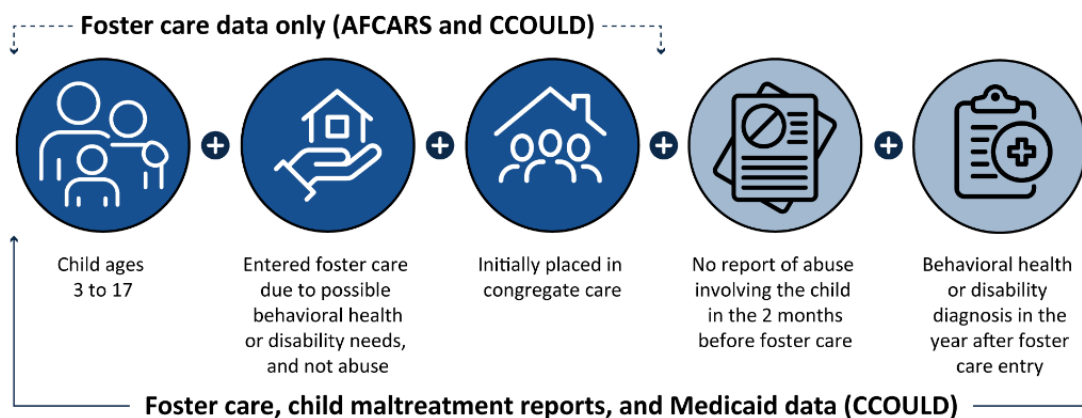 Foster care data only (AFCARS and CCOULD)
Child ages
3 to 17
Entered foster care
due to possible
behavioral health
or disability needs,
and not abuse
Initially placed in
congregate care
No report of abuse
involving the child
in the 2 months
before foster care
Behavioral health
or disability
diagnosis in the
year after foster
care entry
Foster care, child maltreatment reports, and Medicaid data (CCOULD)